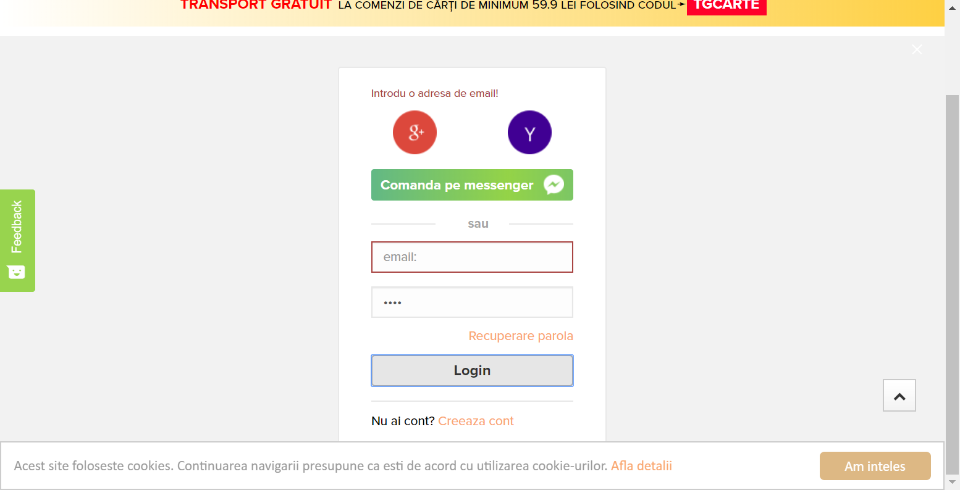 TRANSPORT GRATUIT LA COMENZI DE CĂRȚI DE MINIMUM 59.9 LEI FOLOSIND CODUL TGCARTE
Introdu o adresa de email!
g+ Y
Comanda pe messenger
sau
Feedback
email:
Recuperare parola
Login
Nu ai cont? Creeaza cont
Acest site foloseste cookies. Continuarea navigarii presupune ca esti de acord cu utilizarea cookie-urilor. Afla detalii
Am inteles